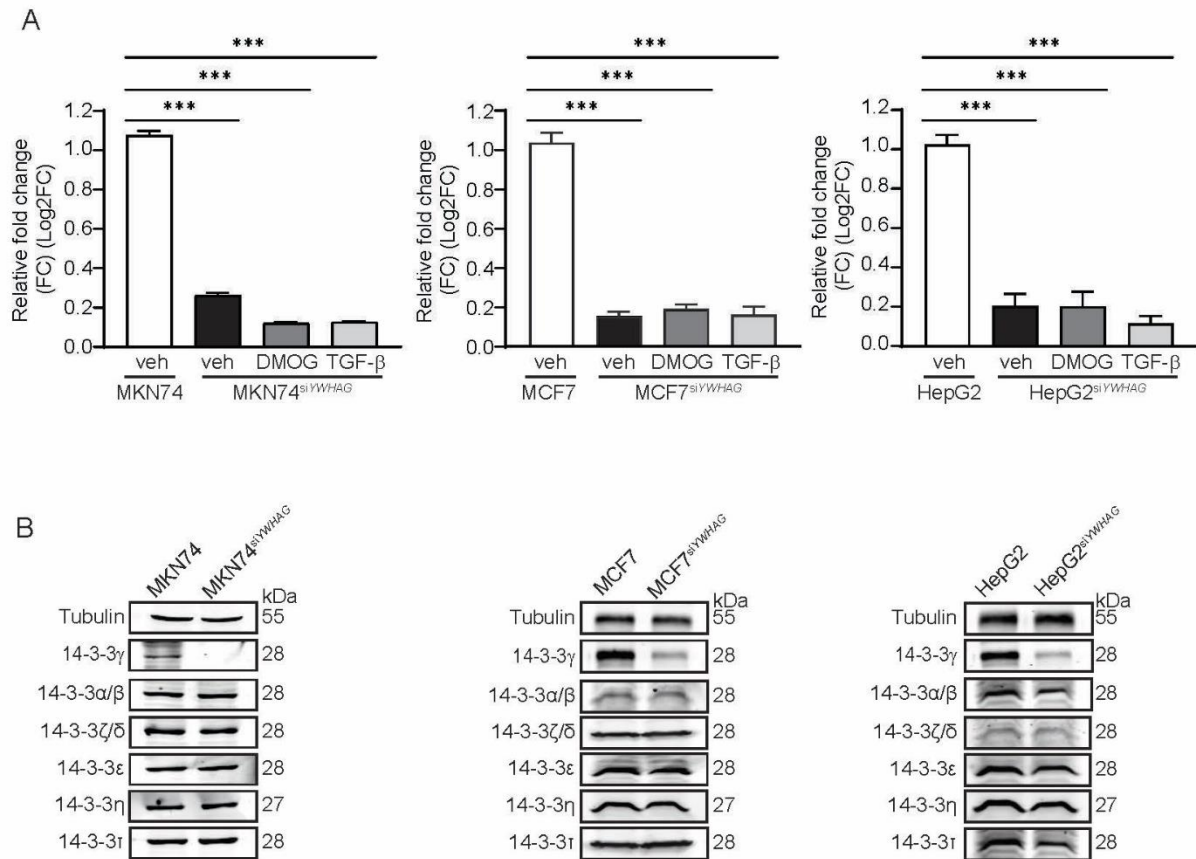 A
*** *** ***
*** *** ***
*** *** ***
Relative fold change
(FC) (Log2FC)
1.2
1.0
0.8
0.6
0.4
0.2
0.0
veh veh DMOG TGF-β
MKN74 MKN74siYWHAG
Relative fold change
(FC) (Log2FC)
1.2
1.0
0.8
0.6
0.4
0.2
0.0
veh veh DMOG TGF-β
MCF7 MCF7siYWHAG
Relative fold change
(FC) (Log2FC)
1.2
1.0
0.8
0.6
0.4
0.2
0.0
veh veh DMOG TGF-β
HepG2 HepG2siYWHAG
B
MKN74 MKN74siYWHAG
kDa
Tubulin 55
14-3-3γ 28
14-3-3α/β 28
14-3-3ζ/δ 28
14-3-3ε 28
14-3-3η 27
14-3-3τ 28
MCF7 MCF7siYWHAG
kDa
Tubulin 55
14-3-3γ 28
14-3-3α/β 28
14-3-3ζ/δ 28
14-3-3ε 28
14-3-3η 27
14-3-3τ 28
HepG2 HepG2siYWHAG
kDa
Tubulin 55
14-3-3γ 28
14-3-3α/β 28
14-3-3ζ/δ 28
14-3-3ε 28
14-3-3η 27
14-3-3τ 28